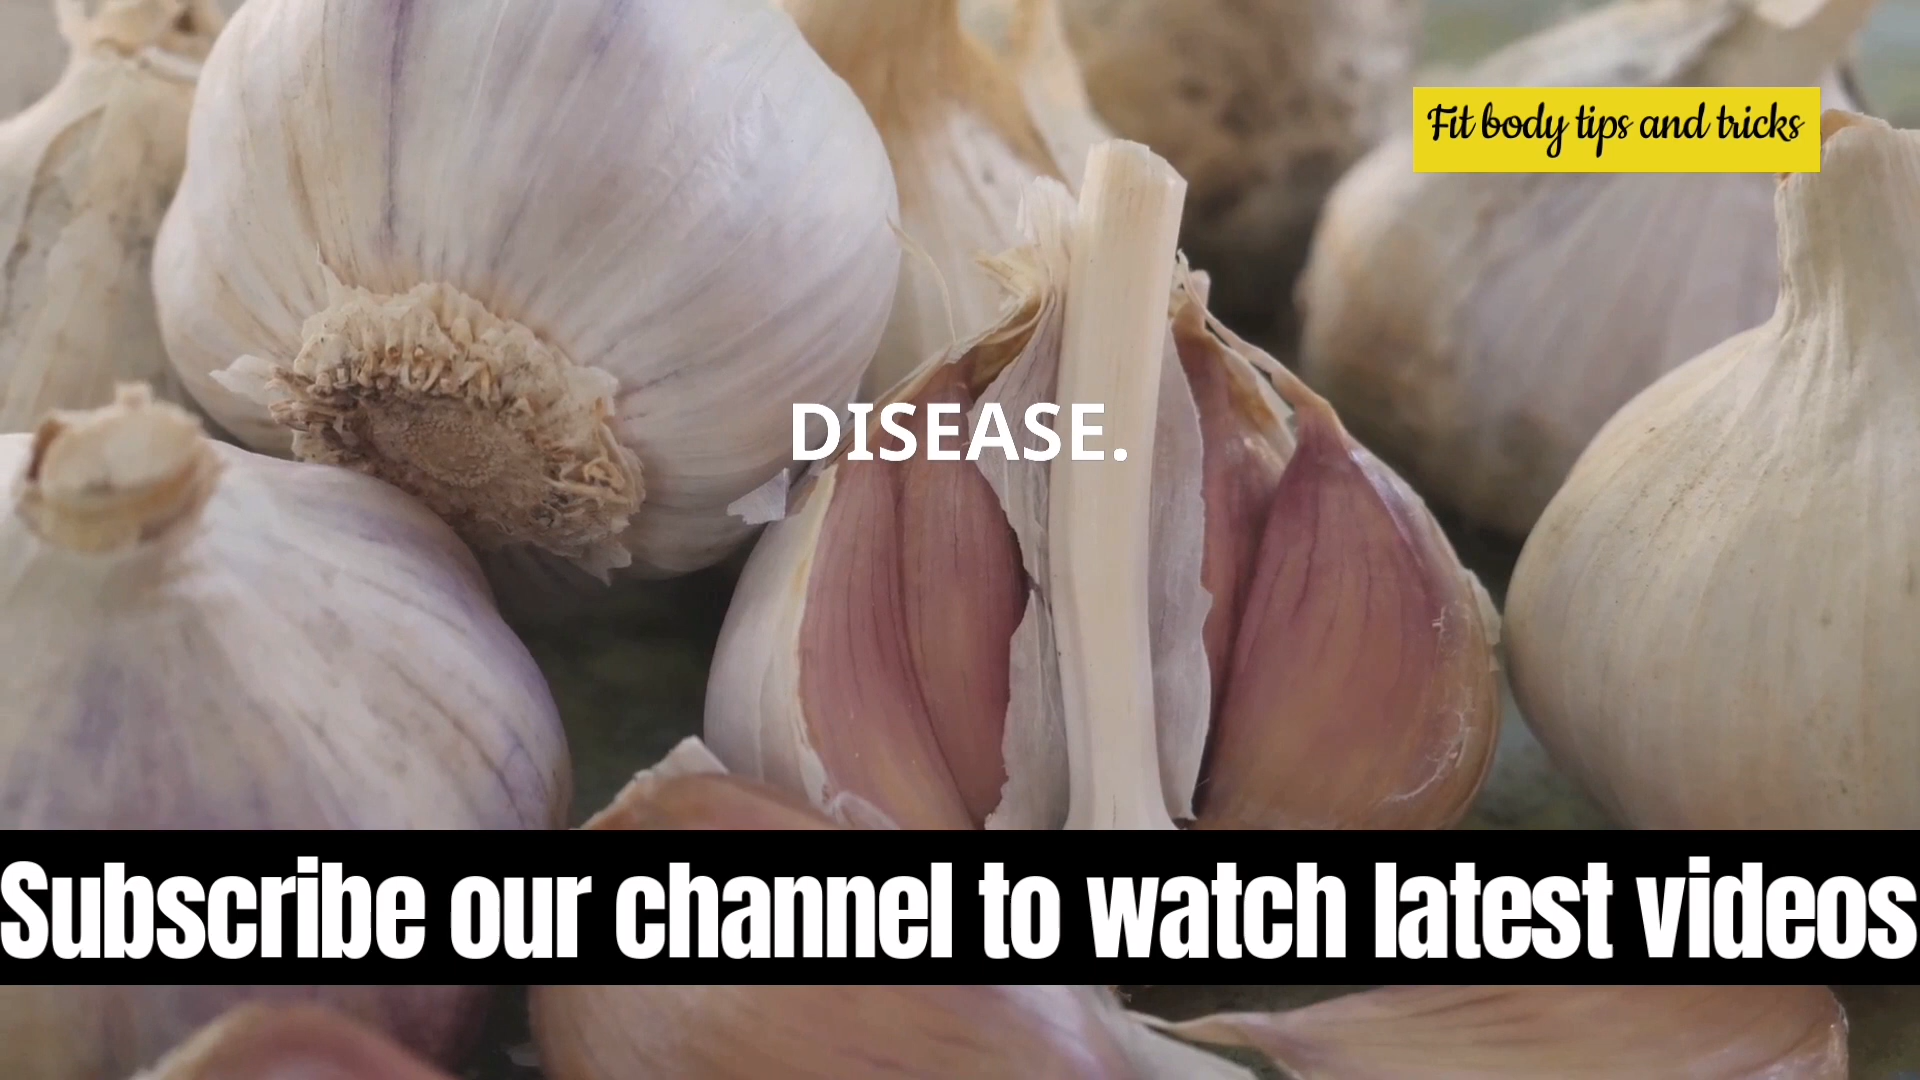 Fit body tips and tricks
DISEASE.
Subscribe our channel to watch latest videos